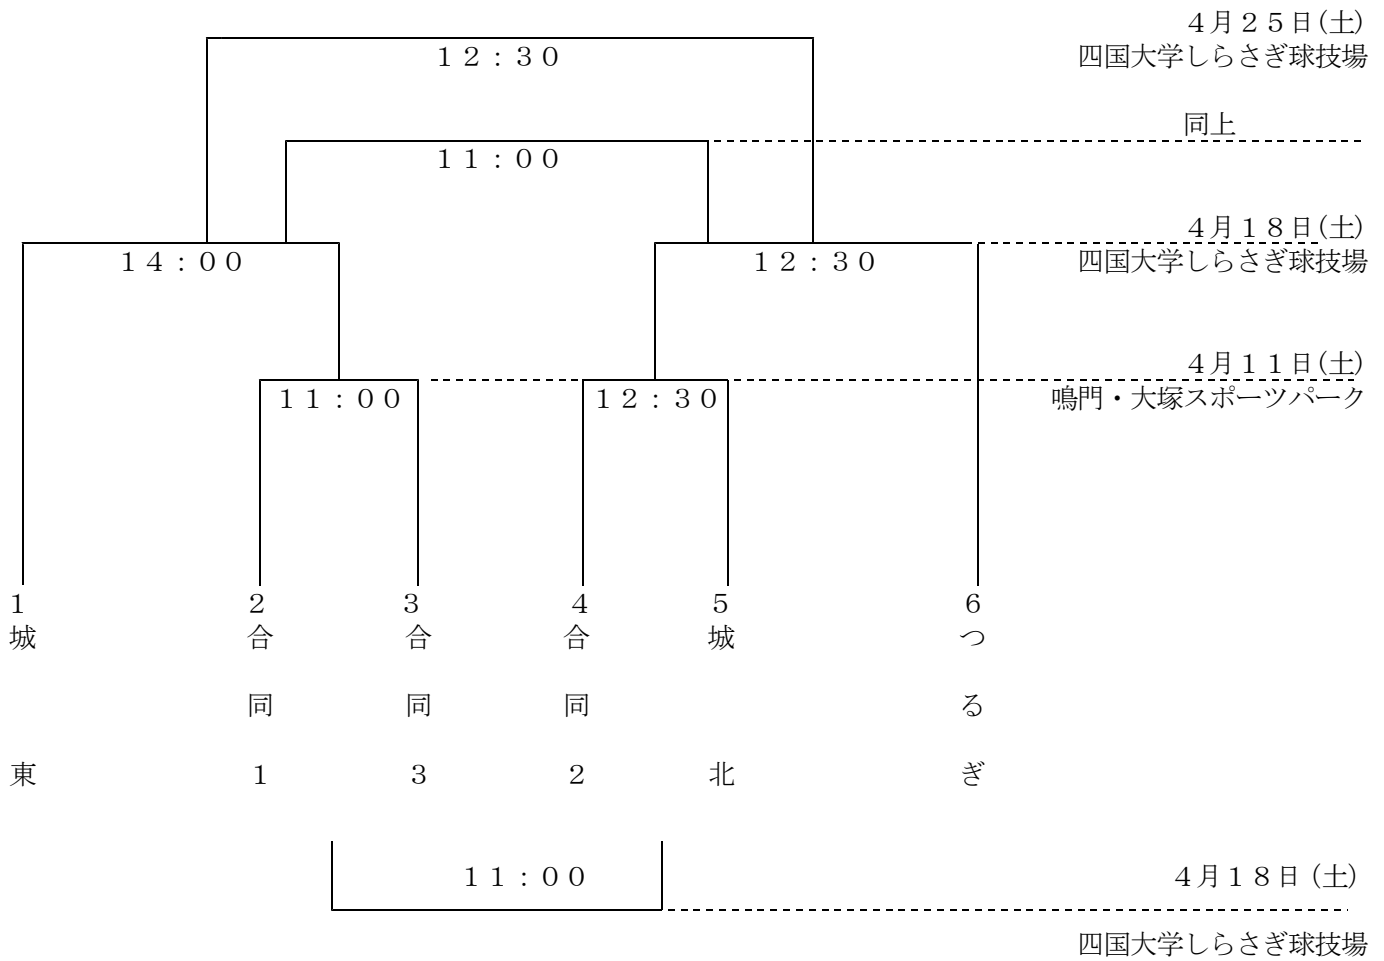 ４月２５日(土)
１２：３０
四国大学しらさぎ球技場
同上
１１：００
４月１８日(土)
１４：００
１２：３０
四国大学しらさぎ球技場
４月１１日(土)
１１：００
１２：３０
鳴門・大塚スポーツパーク
１
城東
２
合同１
３
合同３
４
合同２
５
城北
６
つるぎ
１１：００
４月１８日(土)
四国大学しらさぎ球技場